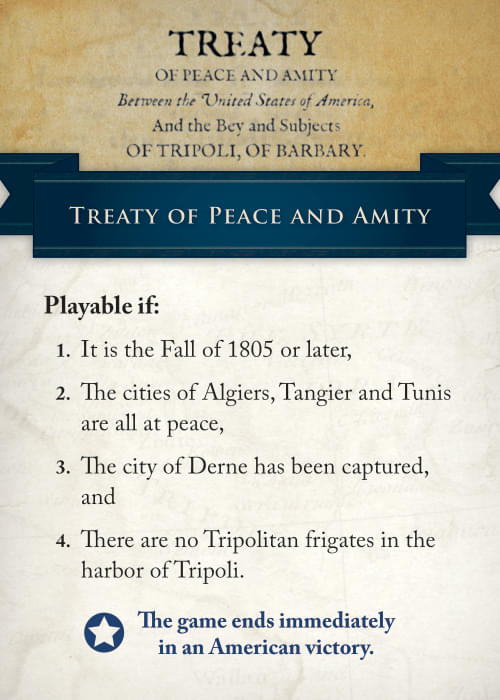 TREATY
OF PEACE AND AMITY
Between the United States of America,
And the Bey and Subjects
OF TRIPOLI, OF BARBARY.
Treaty of Peace and Amity
Playable if:
1. It is the Fall of 1805 or later,
2. The cities of Algiers, Tangier and Tunis
are all at peace,
3. The city of Derne has been captured,
and
4. There are no Tripolitan frigates in the
harbor of Tripoli.
The game ends immediately
in an American victory.